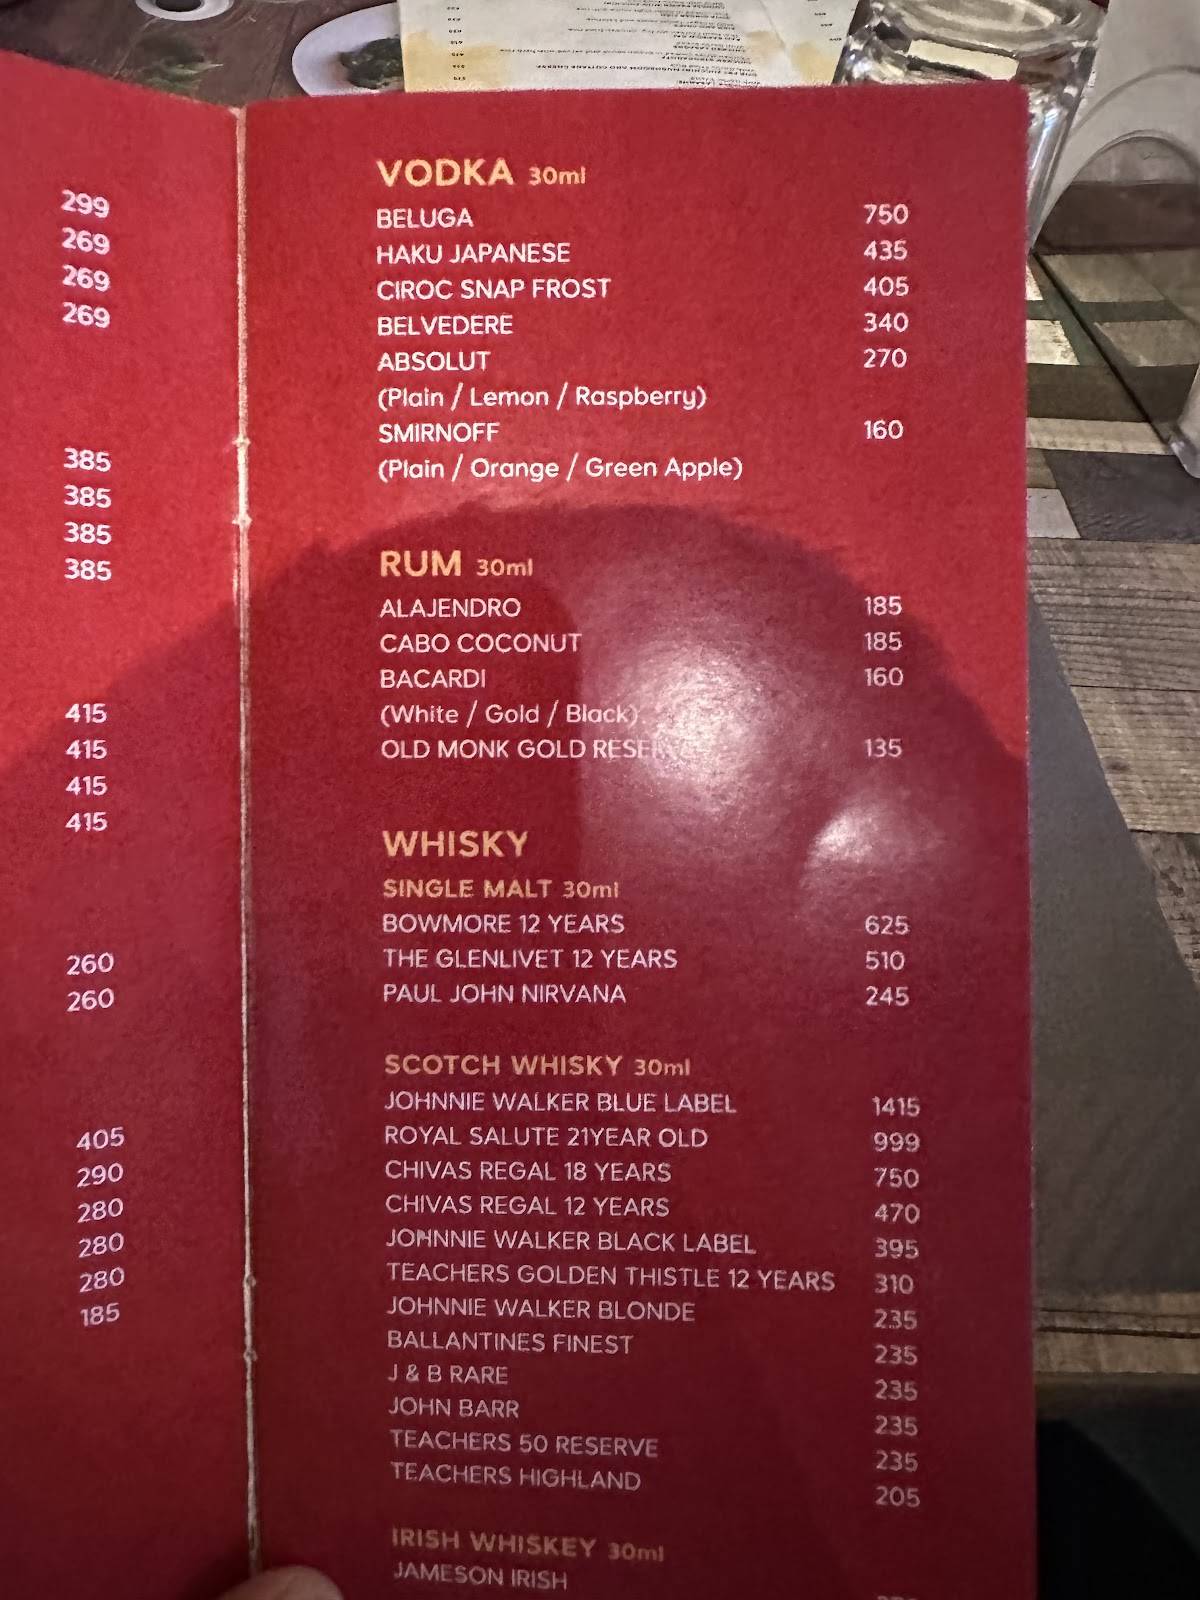 299
269
269
269
385
385
385
385
415
415
415
415
260
260
405
290
280
280
280
185
VODKA 30ml
BELUGA 750
HAKU JAPANESE 435
CIROC SNAP FROST 405
BELVEDERE 340
ABSOLUT 270
(Plain / Lemon / Raspberry)
SMIRNOFF 160
(Plain / Orange / Green Apple)
RUM 30ml
ALAJENDRO 185
CABO COCONUT 185
BACARDI 160
(White / Gold / Black)
OLD MONK GOLD 135
WHISKY
SINGLE MALT 30ml
BOWMORE 12 YEARS 625
THE GLENLIVET 12 YEARS 510
PAUL JOHN NIRVANA 245
SCOTCH WHISKY 30ml
JOHNNIE WALKER BLUE LABEL 1415
ROYAL SALUTE 21YEAR OLD 999
CHIVAS REGAL 18 YEARS 750
CHIVAS REGAL 12 YEARS 470
JOHNNIE WALKER BLACK LABEL 395
TEACHERS GOLDEN THISTLE 12 YEARS 310
JOHNNIE WALKER BLONDE 235
BALLANTINES FINEST 235
J & B RARE 235
JOHN BARR 235
TEACHERS 50 RESERVE 235
TEACHERS HIGHLAND 205
IRISH WHISKEY 30ml
JAMESON IRISH